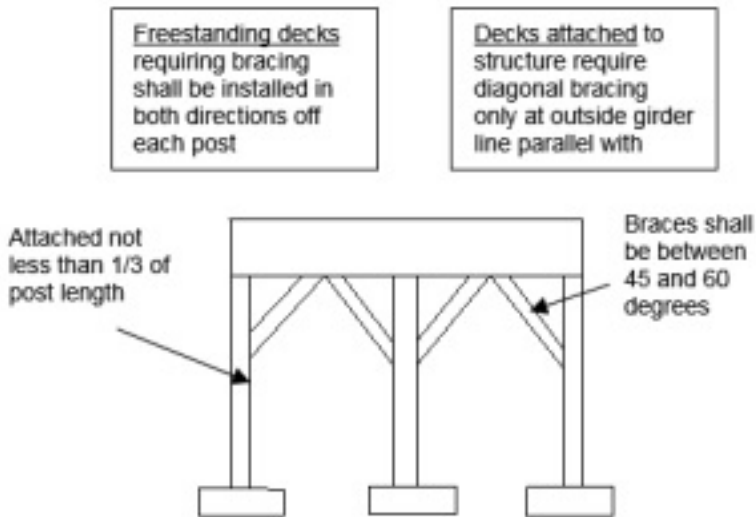 Freestanding decks
requiring bracing
shall be installed in
both directions off
each post
Decks attached to
structure require
diagonal bracing
only at outside girder
line parallel with
Attached not
less than 1/3 of
post length
Braces shall
be between
45 and 60
degrees